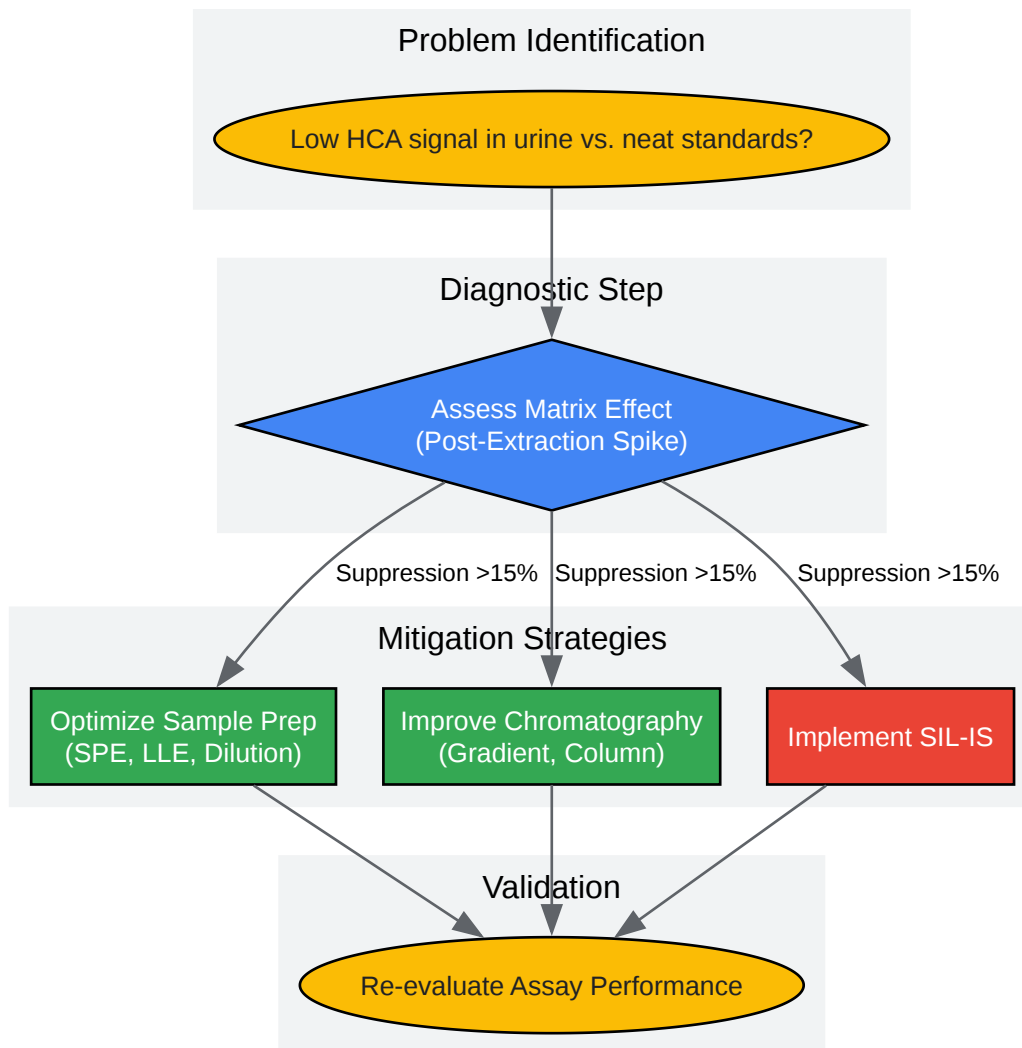 Problem Identification
Low HCA signal in urine vs. neat standards?
Diagnostic Step
Assess Matrix Effect
(Post-Extraction Spike)
Suppression >15%
Suppression >15%
Suppression >15%
Mitigation Strategies
Optimize Sample Prep
(SPE, LLE, Dilution)
Improve Chromatography
(Gradient, Column)
Implement SIL-IS
Validation
Re-evaluate Assay Performance